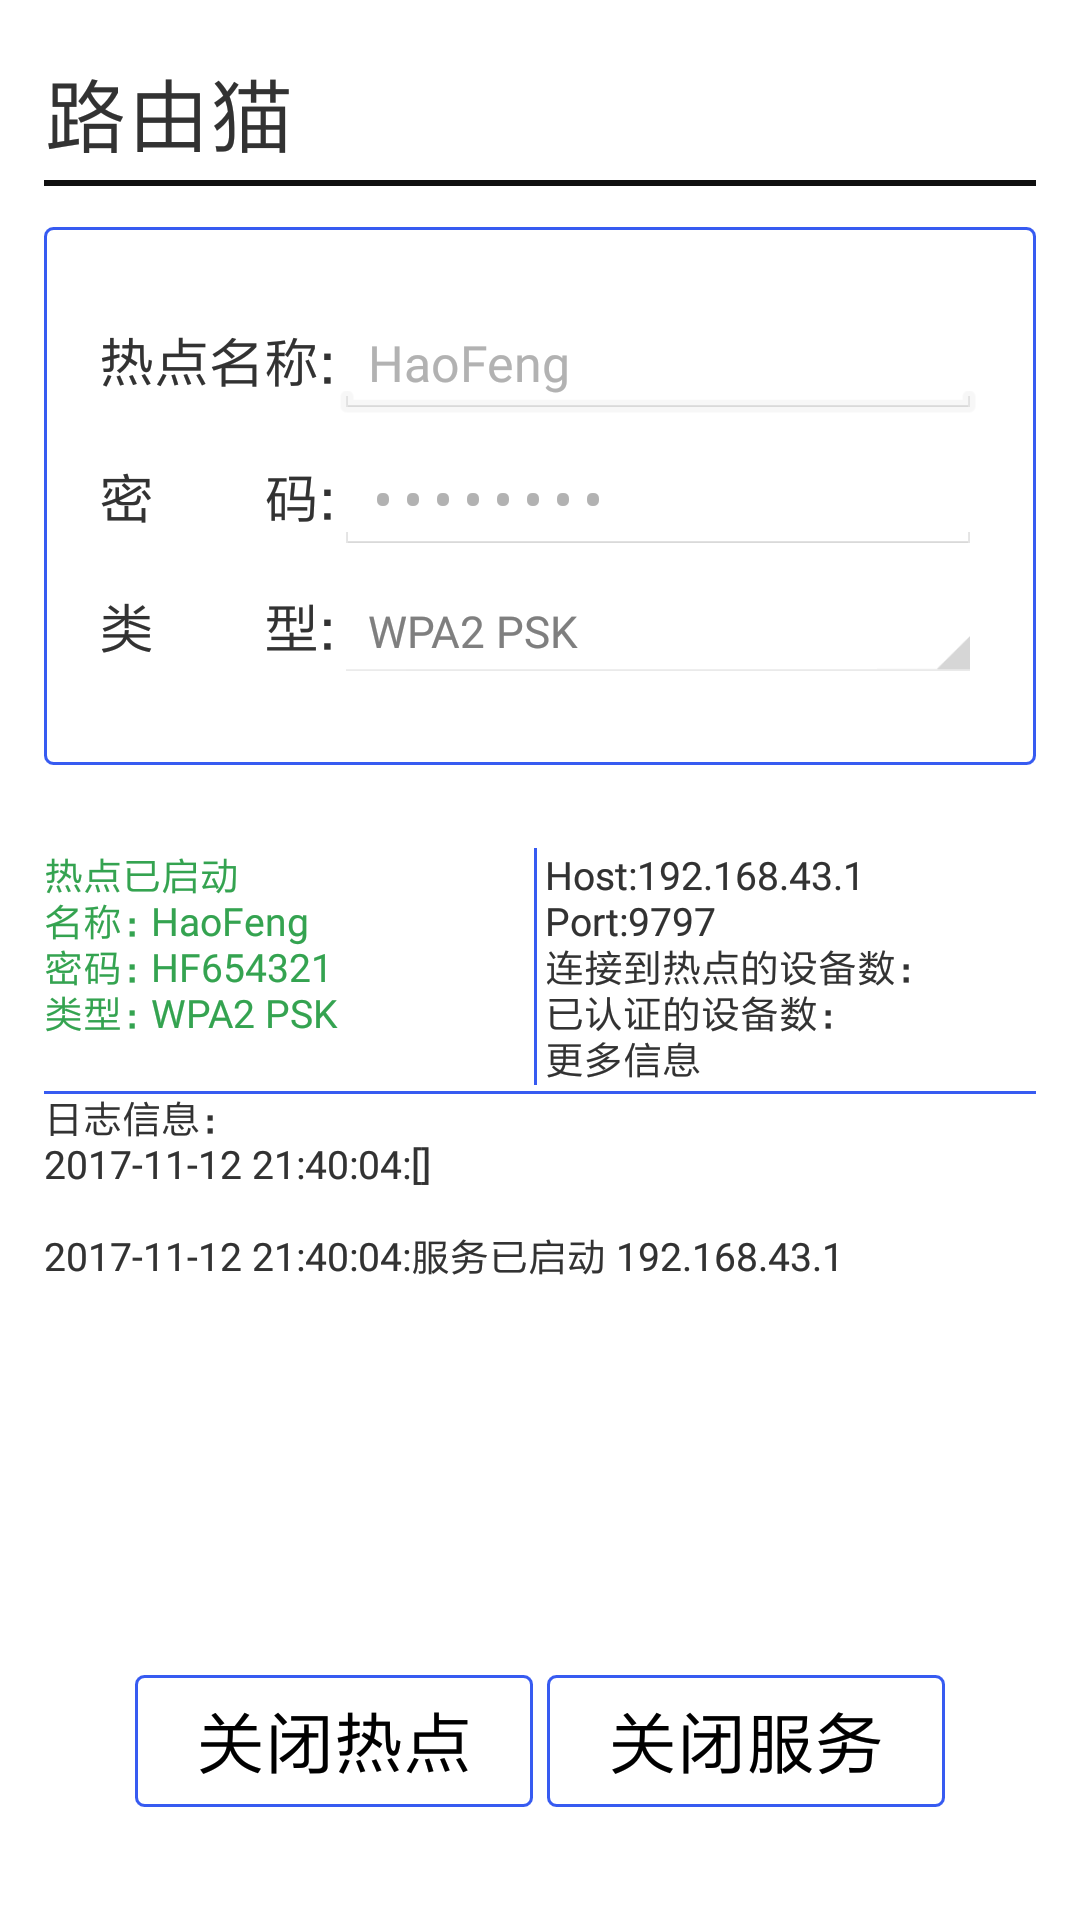 路由猫
热点名称: HaoFeng
密 码: ••••••••
类 型: WPA2 PSK
热点已启动
名称：HaoFeng
密码：HF654321
类型：WPA2 PSK
Host:192.168.43.1
Port:9797
连接到热点的设备数：
已认证的设备数：
更多信息
日志信息：
2017-11-12 21:40:04:[]
2017-11-12 21:40:04:服务已启动 192.168.43.1
关闭热点 关闭服务